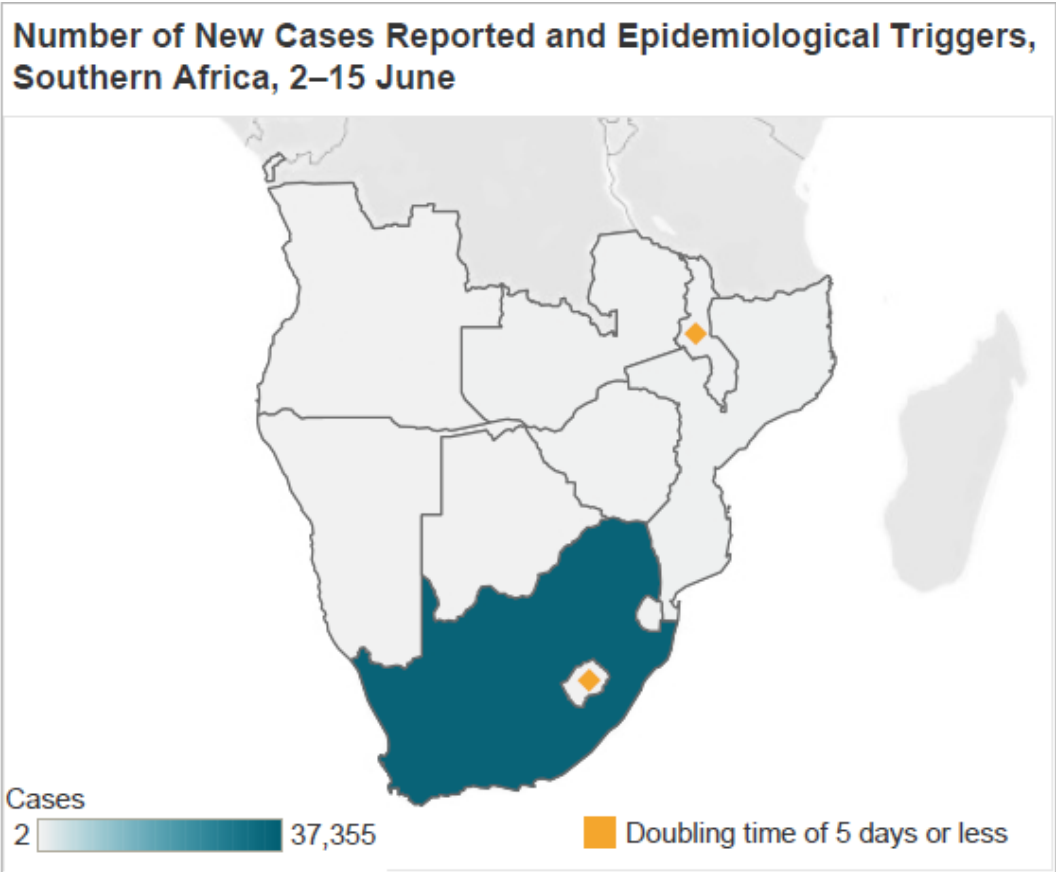 Number of New Cases Reported and Epidemiological Triggers,
Southern Africa, 2–15 June
Cases
2 37,355
Doubling time of 5 days or less